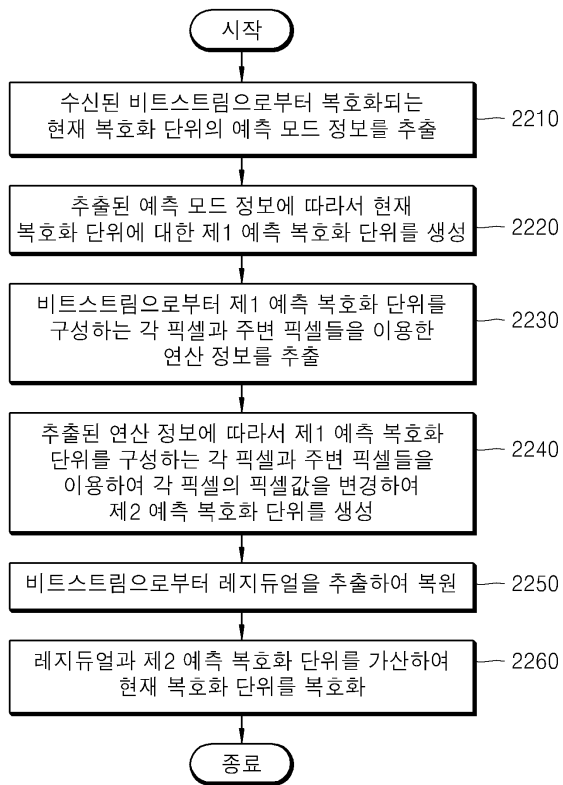 시작
수신된 비트스트림으로부터 복호화되는
현재 복호화 단위의 예측 모드 정보를 추출
2210
추출된 예측 모드 정보에 따라서 현재
복호화 단위에 대한 제1 예측 복호화 단위를 생성
2220
비트스트림으로부터 제1 예측 복호화 단위를
구성하는 각 픽셀과 주변 픽셀들을 이용한
연산 정보를 추출
2230
추출된 연산 정보에 따라서 제1 예측 복호화
단위를 구성하는 각 픽셀과 주변 픽셀들을
이용하여 각 픽셀의 픽셀값을 변경하여
제2 예측 복호화 단위를 생성
2240
비트스트림으로부터 레지듀얼을 추출하여 복원
2250
레지듀얼과 제2 예측 복호화 단위를 가산하여
현재 복호화 단위를 복호화
2260
종료